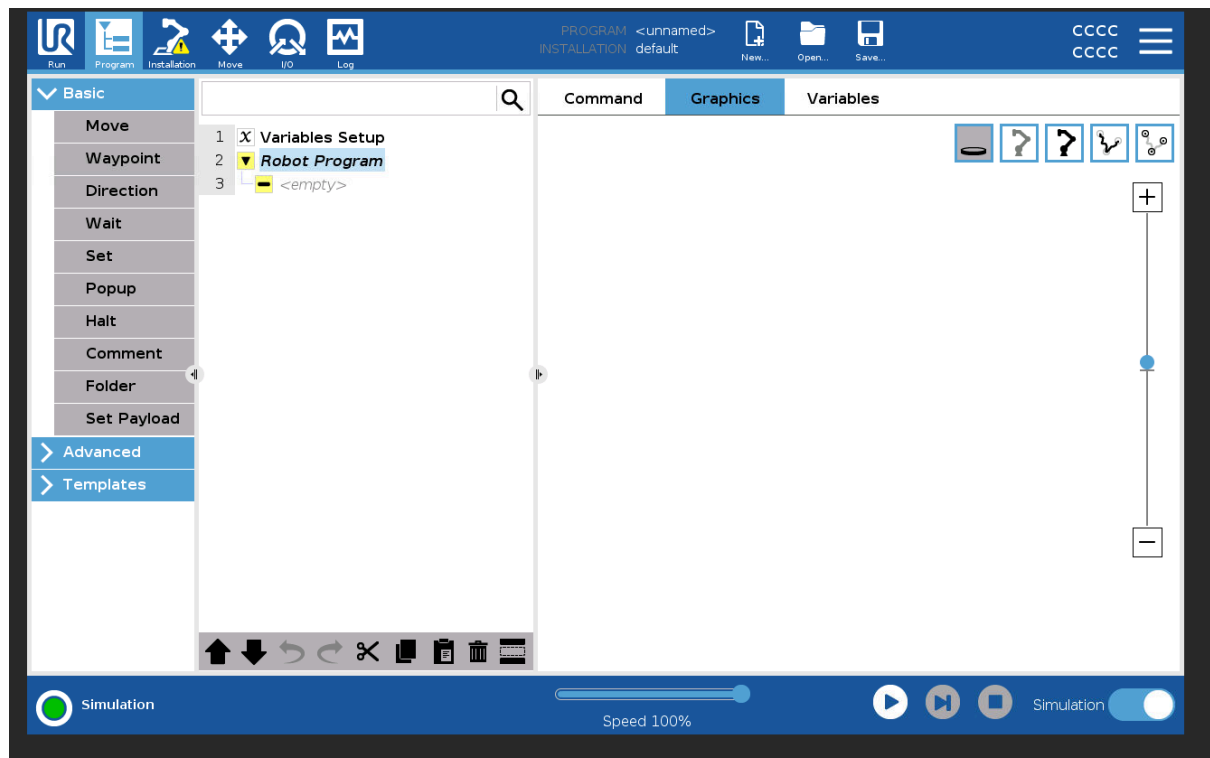 UR
Run
Program
Installation
Move
I/O
Log
PROGRAM <unnamed>
INSTALLATION default
New...
Open...
Save...
CCCC
CCCC
Basic
Move
Waypoint
Direction
Wait
Set
Popup
Halt
Comment
Folder
Set Payload
Advanced
Templates
1 X Variables Setup
2 Robot Program
3 <empty>
Command Graphics Variables
Simulation
Speed 100%
Simulation